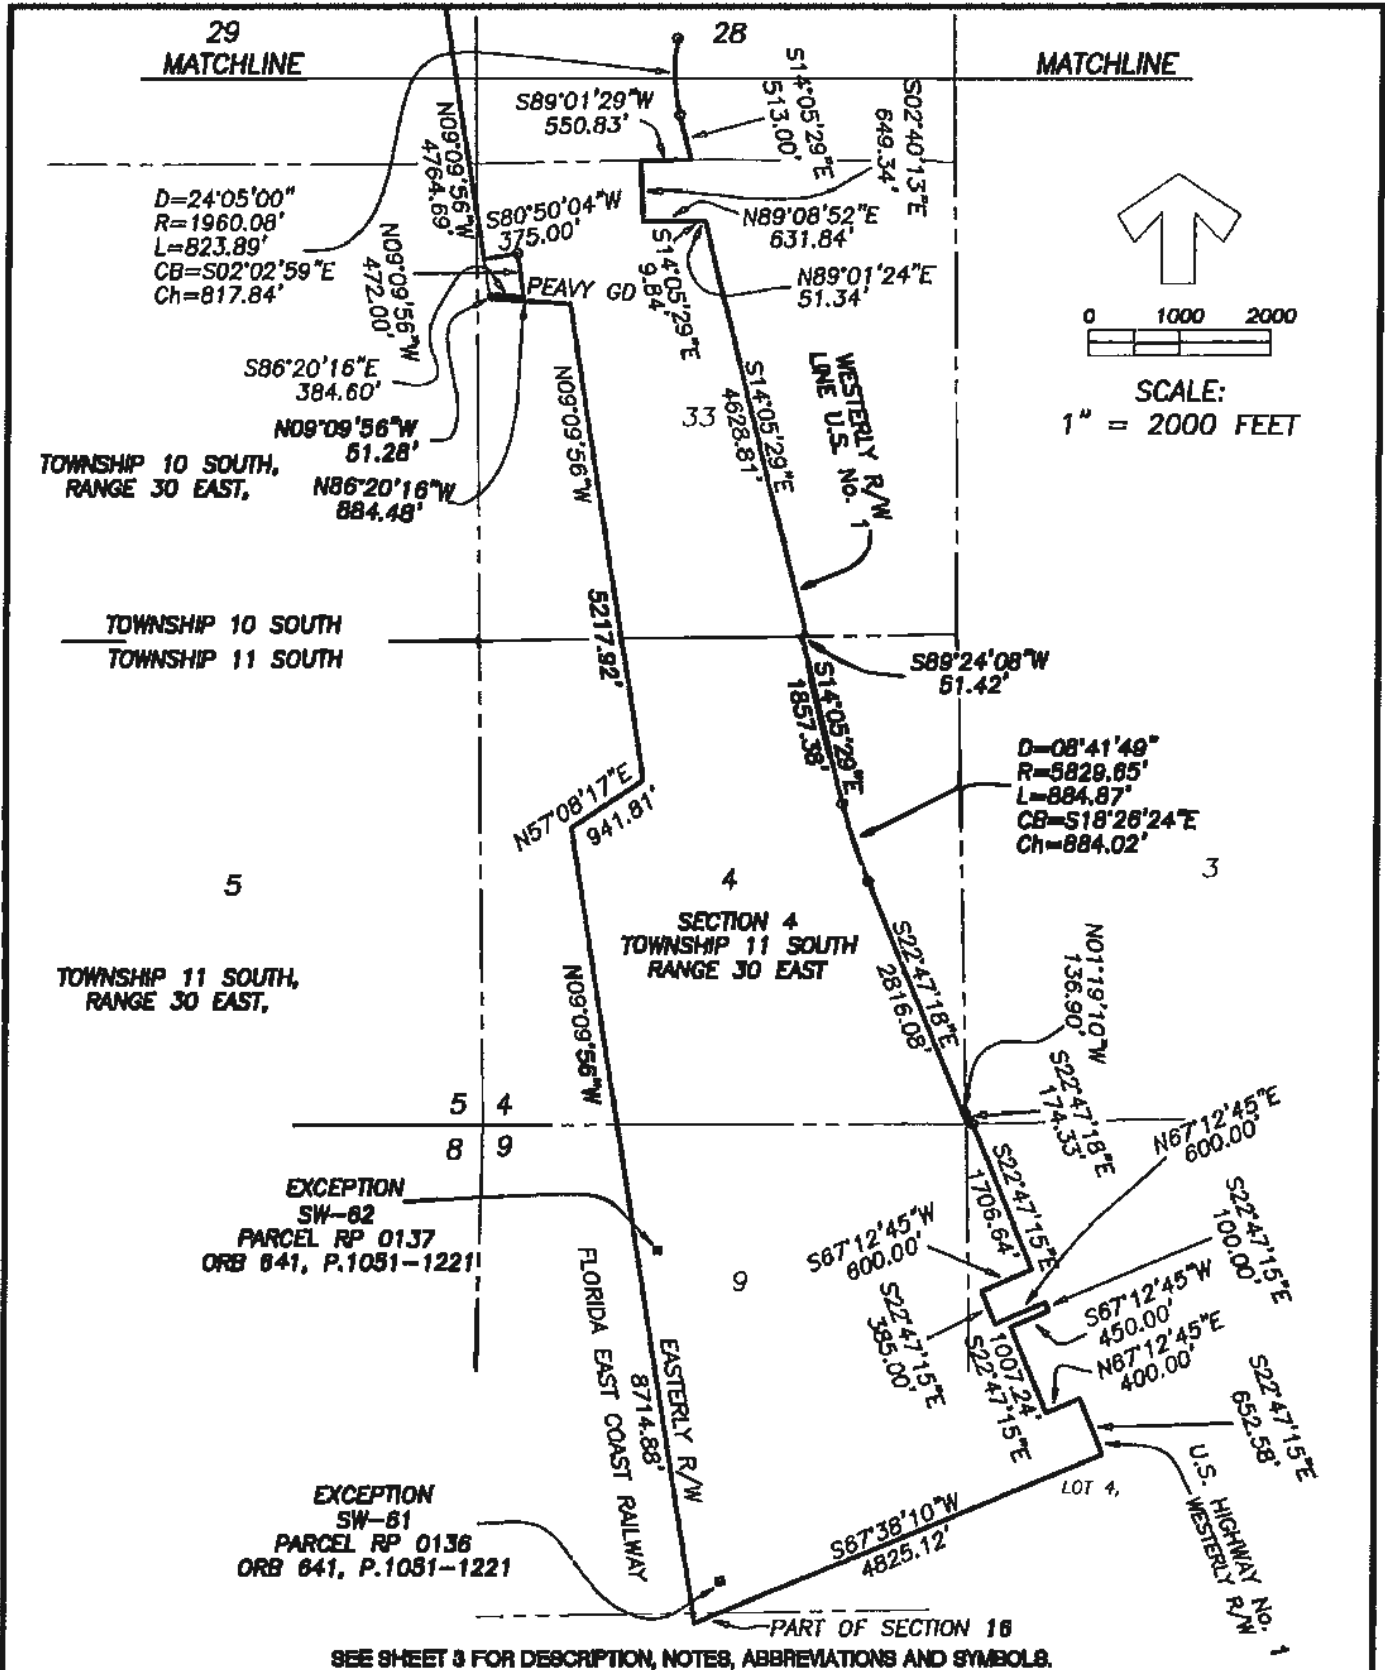 29
28
MATCHLINE
MATCHLINE
S89°01'29"W
550.83'
S14°05'29"E
513.00'
S02°40'13"E
649.34'
N09°09'56"W
4764.69'
D=24°05'00"
R=1960.08'
L=823.89'
CB=S02°02'59"E
Ch=817.84'
S80°50'04"W
375.00'
N89°08'52"E
631.84'
N09°09'56"W
472.00'
PEAVY GD
S14°05'29"E
9.84'
N89°01'24"E
51.34'
0 1000 2000
SCALE:
1" = 2000 FEET
S86°20'16"E
384.60'
N09°09'56"W
51.28'
N86°20'16"W
884.48'
TOWNSHIP 10 SOUTH,
RANGE 30 EAST,
33
S14°05'29"E
4628.81'
WESTERLY R/W
LINE U.S. No. 1
N09°09'56"W
5217.92'
TOWNSHIP 10 SOUTH
TOWNSHIP 11 SOUTH
S89°24'08"W
51.42'
S14°05'29"E
1857.36'
D=08°41'49"
R=5829.65'
L=884.87'
CB=S18°26'24"E
Ch=884.02'
N57°08'17"E
941.81'
5
4
3
SECTION 4
TOWNSHIP 11 SOUTH
RANGE 30 EAST
TOWNSHIP 11 SOUTH,
RANGE 30 EAST,
S22°47'18"E
2816.08'
N01°19'10"W
136.90'
N09°09'56"W
S22°47'18"E
174.33'
5 4
8 9
N67°12'45"E
600.00'
S22°47'15"E
1706.64'
EXCEPTION
SW-62
PARCEL RP 0137
ORB 641, P.1051-1221
S67°12'45"W
600.00'
S22°47'15"E
100.00'
9
S22°47'15"E
385.00'
S67°12'45"W
450.00'
N67°12'45"E
400.00'
1007.24'
S22°47'15"E
S22°47'15"E
652.58'
FLORIDA EAST COAST RAILWAY
EASTERLY R/W
8714.88'
U.S. HIGHWAY No. 1
WESTERLY R/W
LOT 4,
S67°38'10"W
4825.12'
EXCEPTION
SW-61
PARCEL RP 0136
ORB 641, P.1051-1221
PART OF SECTION 16
SEE SHEET 3 FOR DESCRIPTION, NOTES, ABBREVIATIONS AND SYMBOLS.